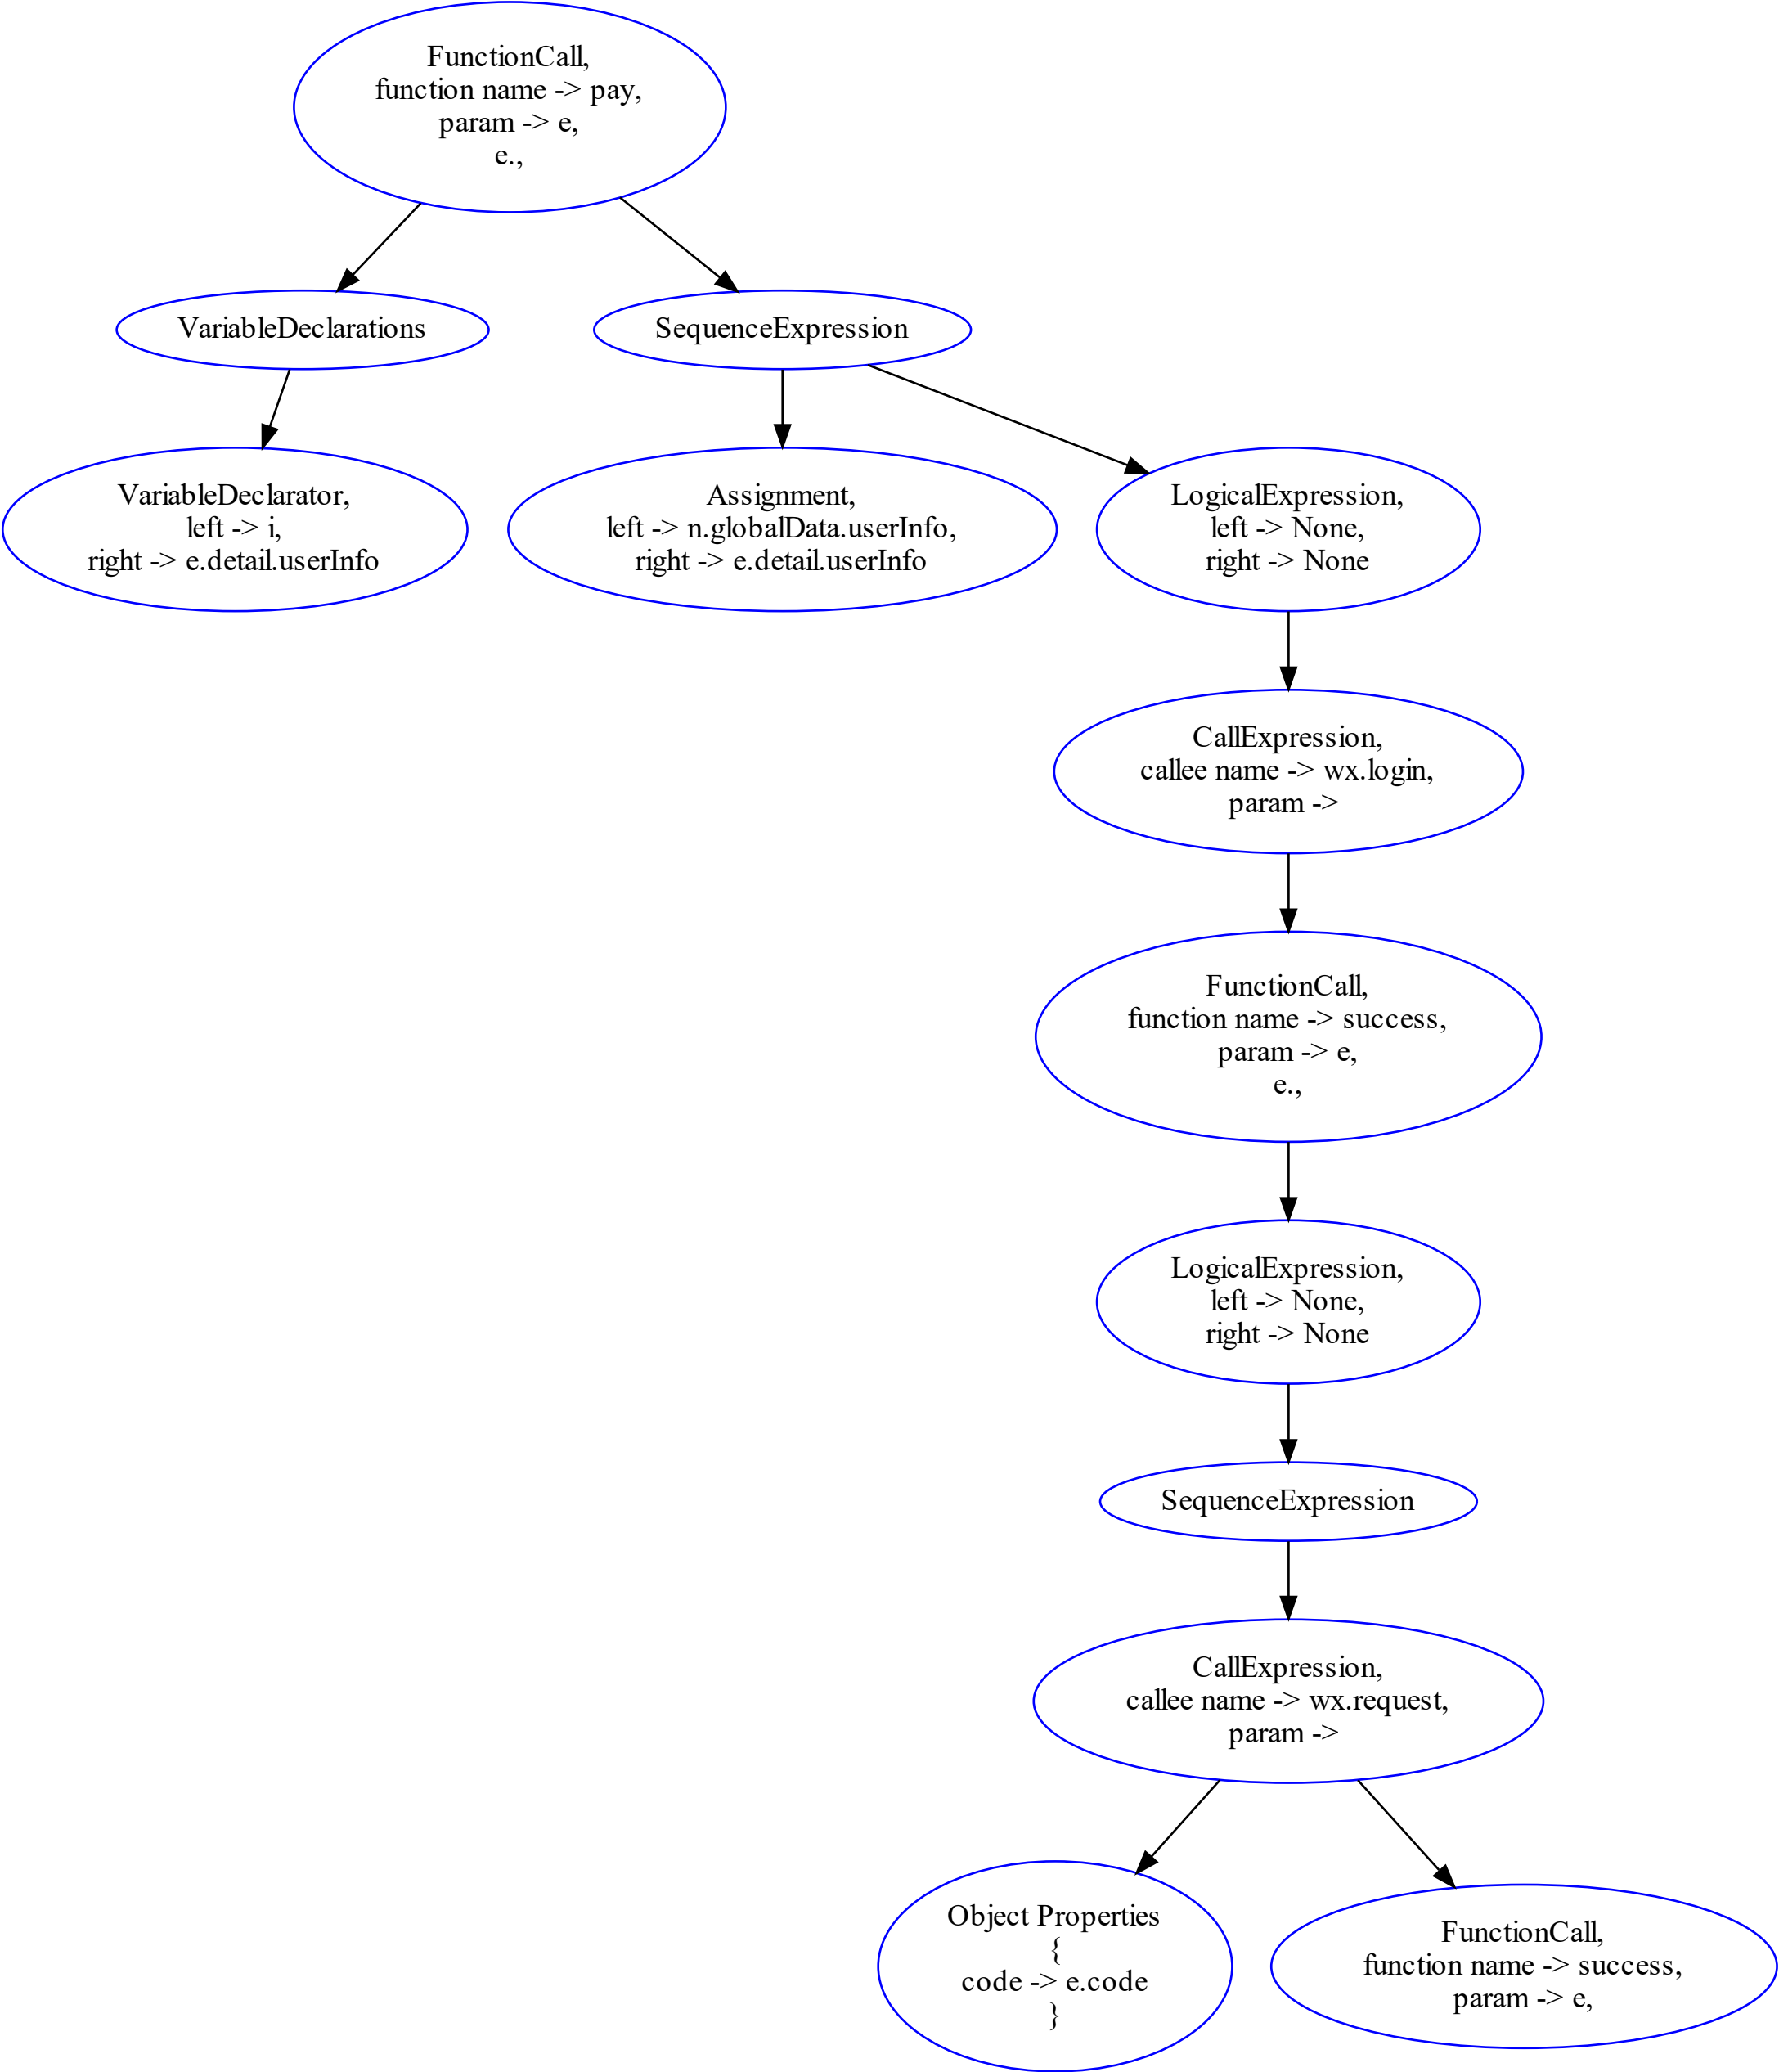 FunctionCall,
function name -> pay,
param -> e,
e.,
VariableDeclarations
SequenceExpression
VariableDeclarator,
left -> i,
right -> e.detail.userInfo
Assignment,
left -> n.globalData.userInfo,
right -> e.detail.userInfo
LogicalExpression,
left -> None,
right -> None
CallExpression,
callee name -> wx.login,
param ->
FunctionCall,
function name -> success,
param -> e,
e.,
LogicalExpression,
left -> None,
right -> None
SequenceExpression
CallExpression,
callee name -> wx.request,
param ->
Object Properties
{
code -> e.code
}
FunctionCall,
function name -> success,
param -> e,